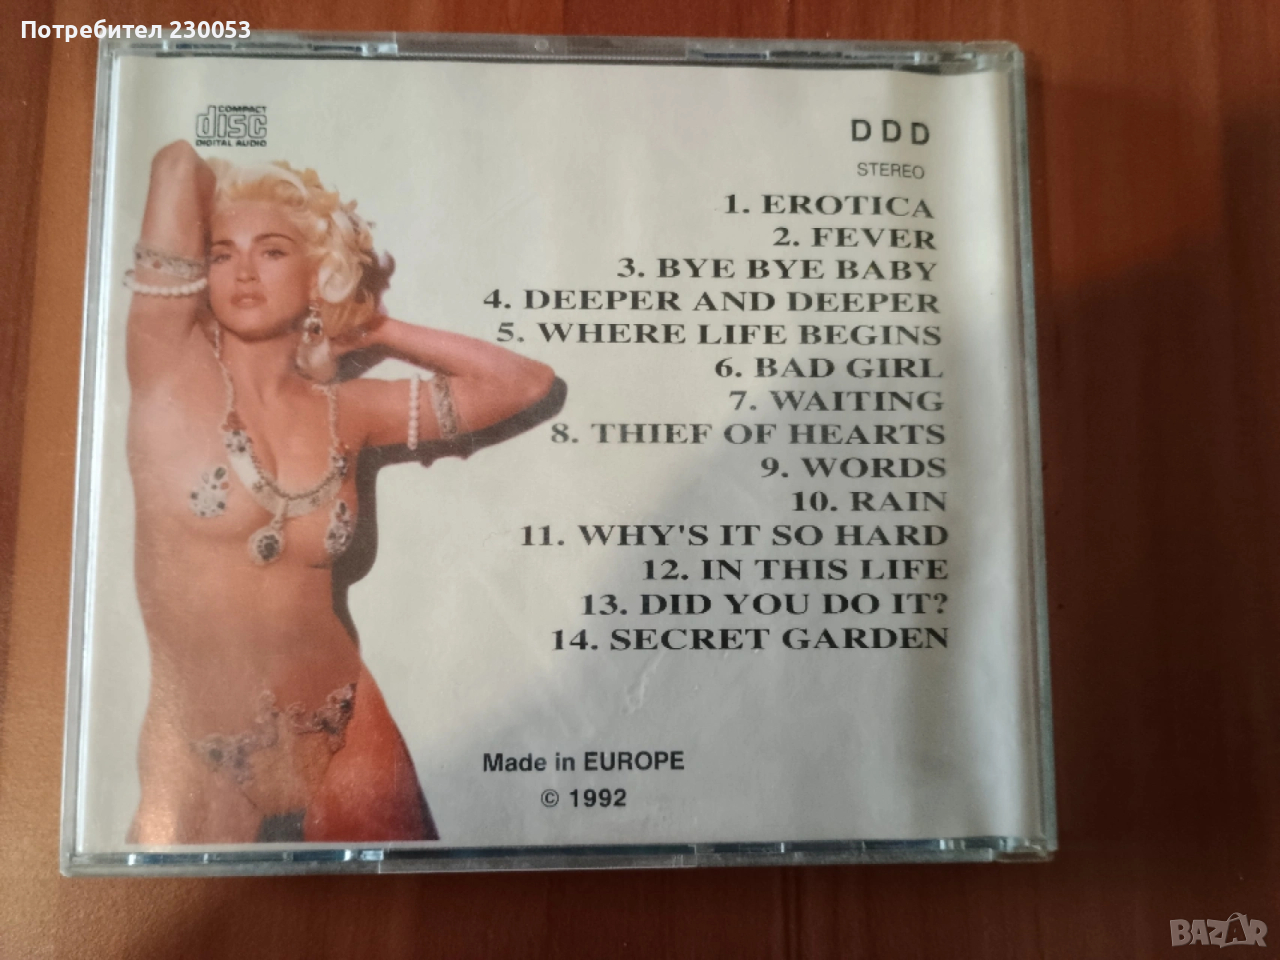 Потребител 230053
COMPACT
disc
DIGITAL AUDIO
DDD
STEREO
1. EROTICA
2. FEVER
3. BYE BYE BABY
4. DEEPER AND DEEPER
5. WHERE LIFE BEGINS
6. BAD GIRL
7. WAITING
8. THIEF OF HEARTS
9. WORDS
10. RAIN
11. WHY'S IT SO HARD
12. IN THIS LIFE
13. DID YOU DO IT?
14. SECRET GARDEN
Made in EUROPE
© 1992
BAZAR